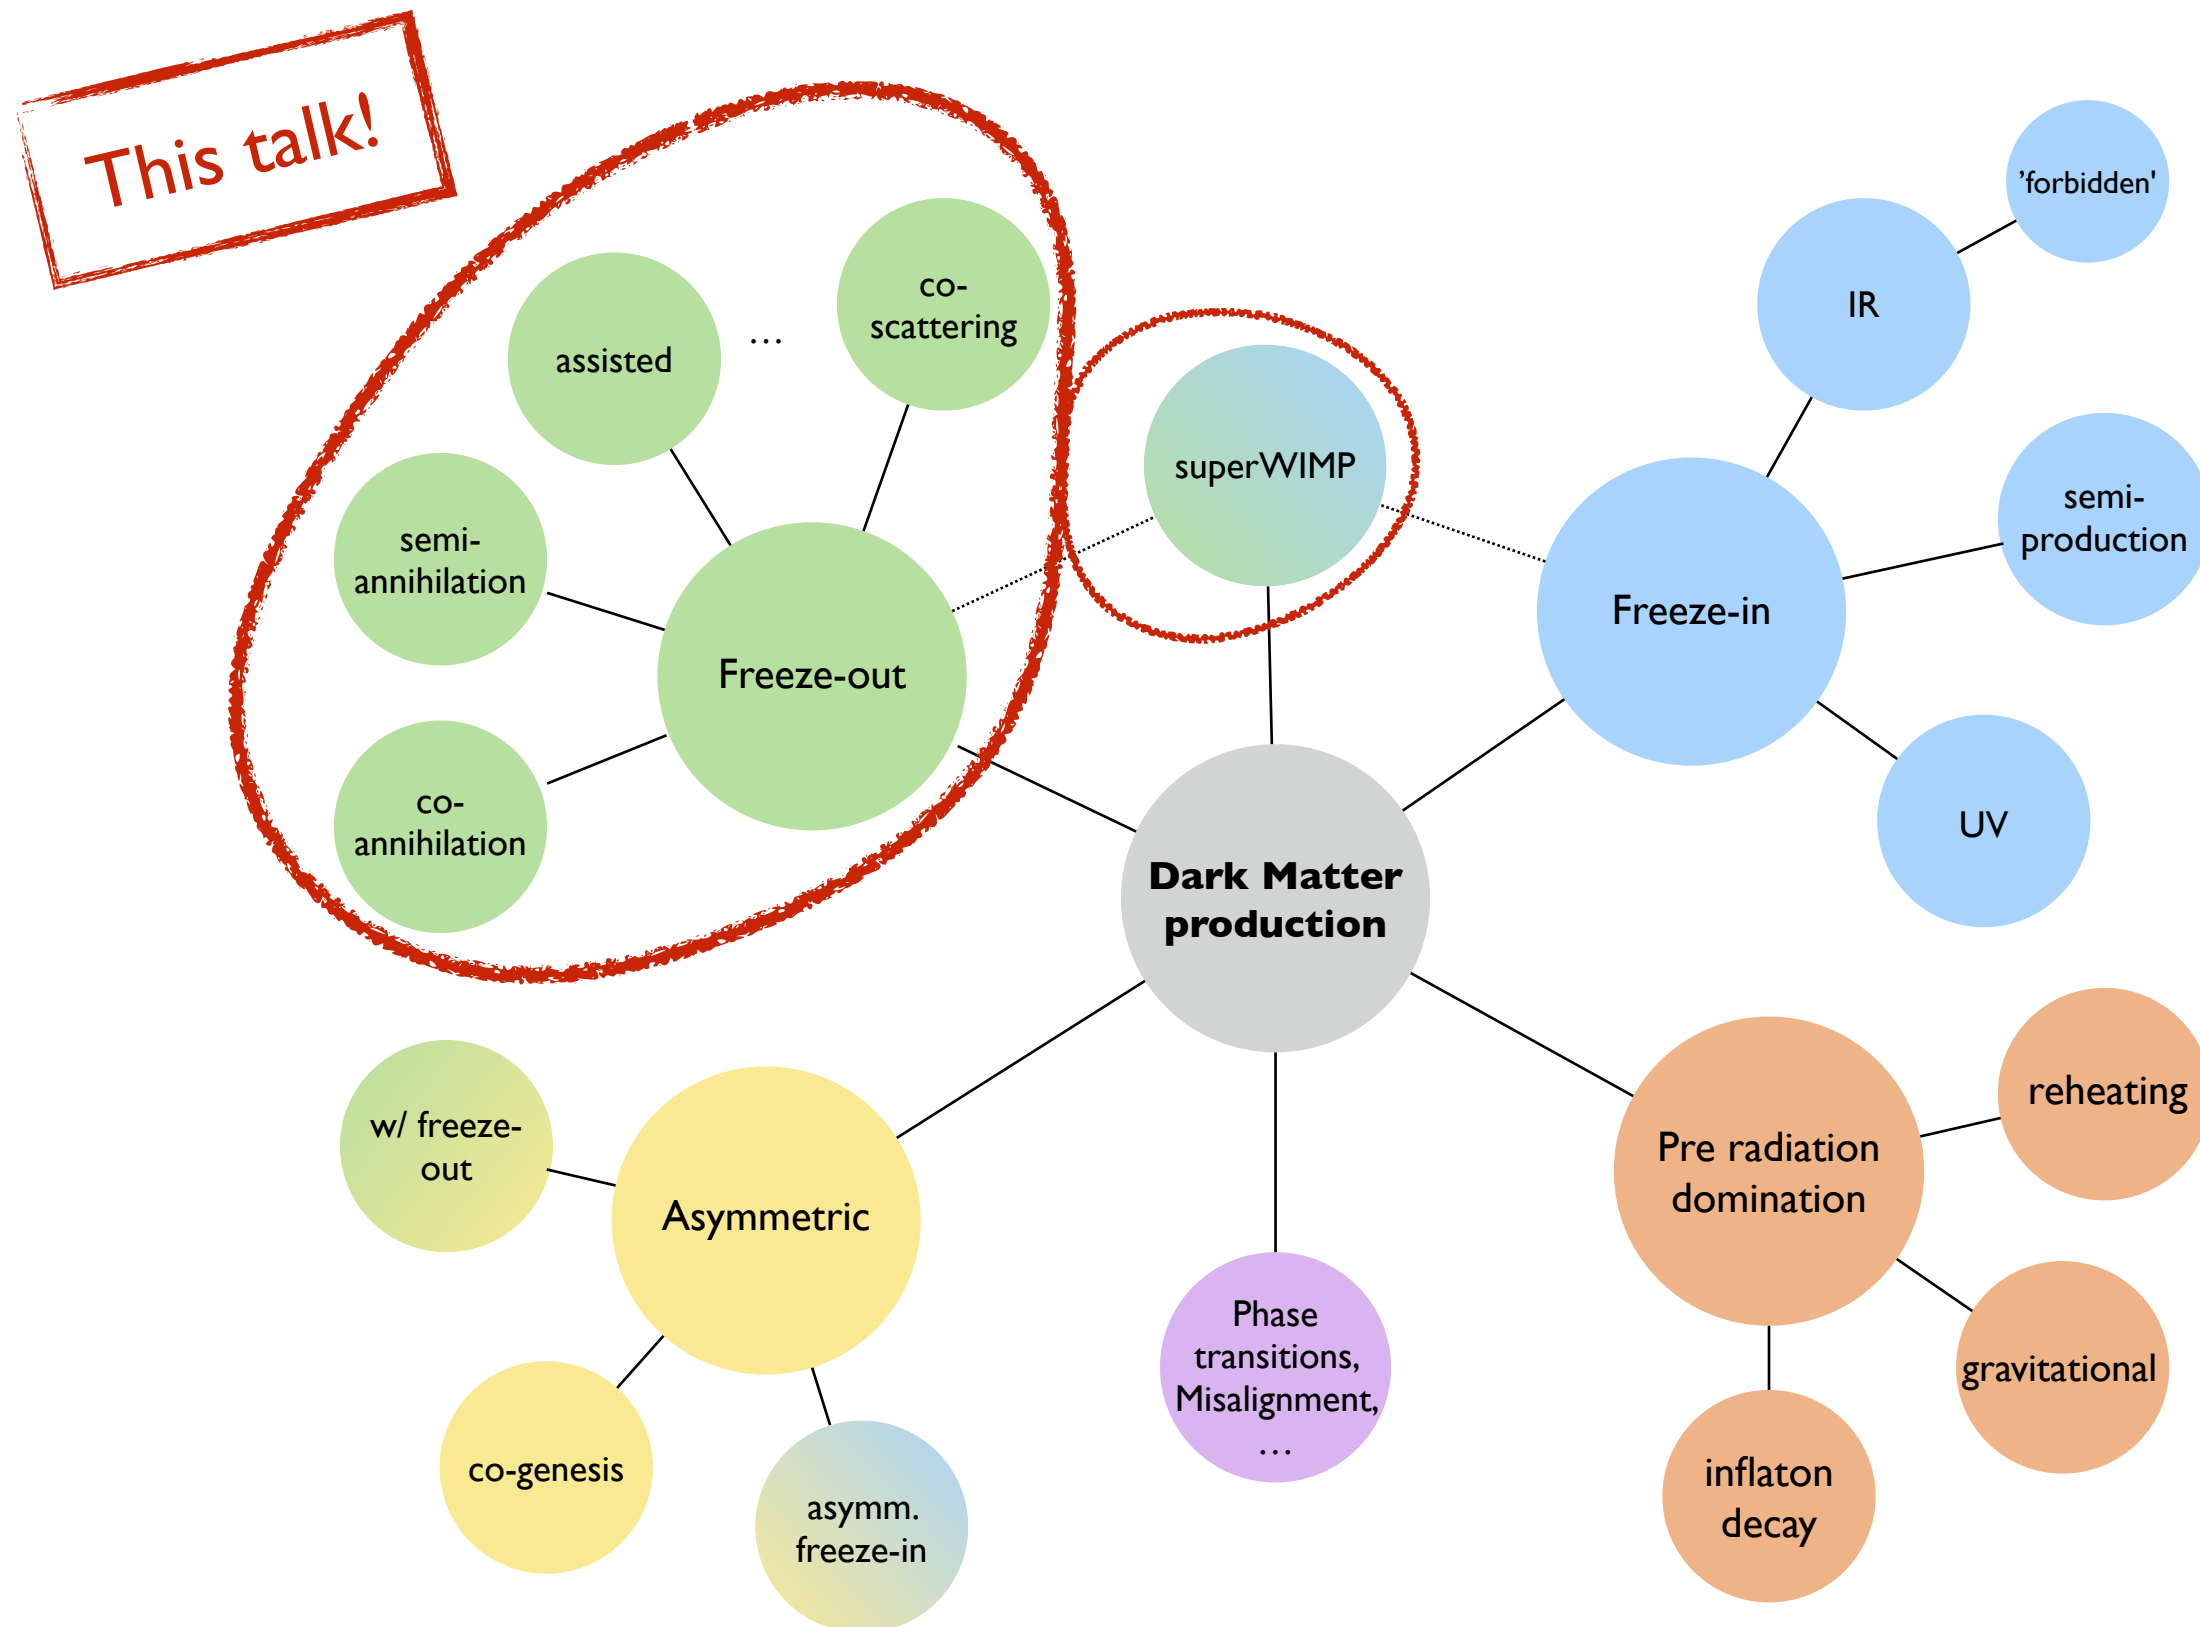 This talk!
'forbidden'
IR
co-
scattering
…
assisted
superWIMP
semi-
production
semi-
annihilation
Freeze-in
Freeze-out
co-
annihilation
UV
Dark Matter
production
reheating
w/ freeze-
out
Pre radiation
domination
Asymmetric
Phase
transitions,
Misalignment,
…
gravitational
co-genesis
inflaton
decay
asymm.
freeze-in